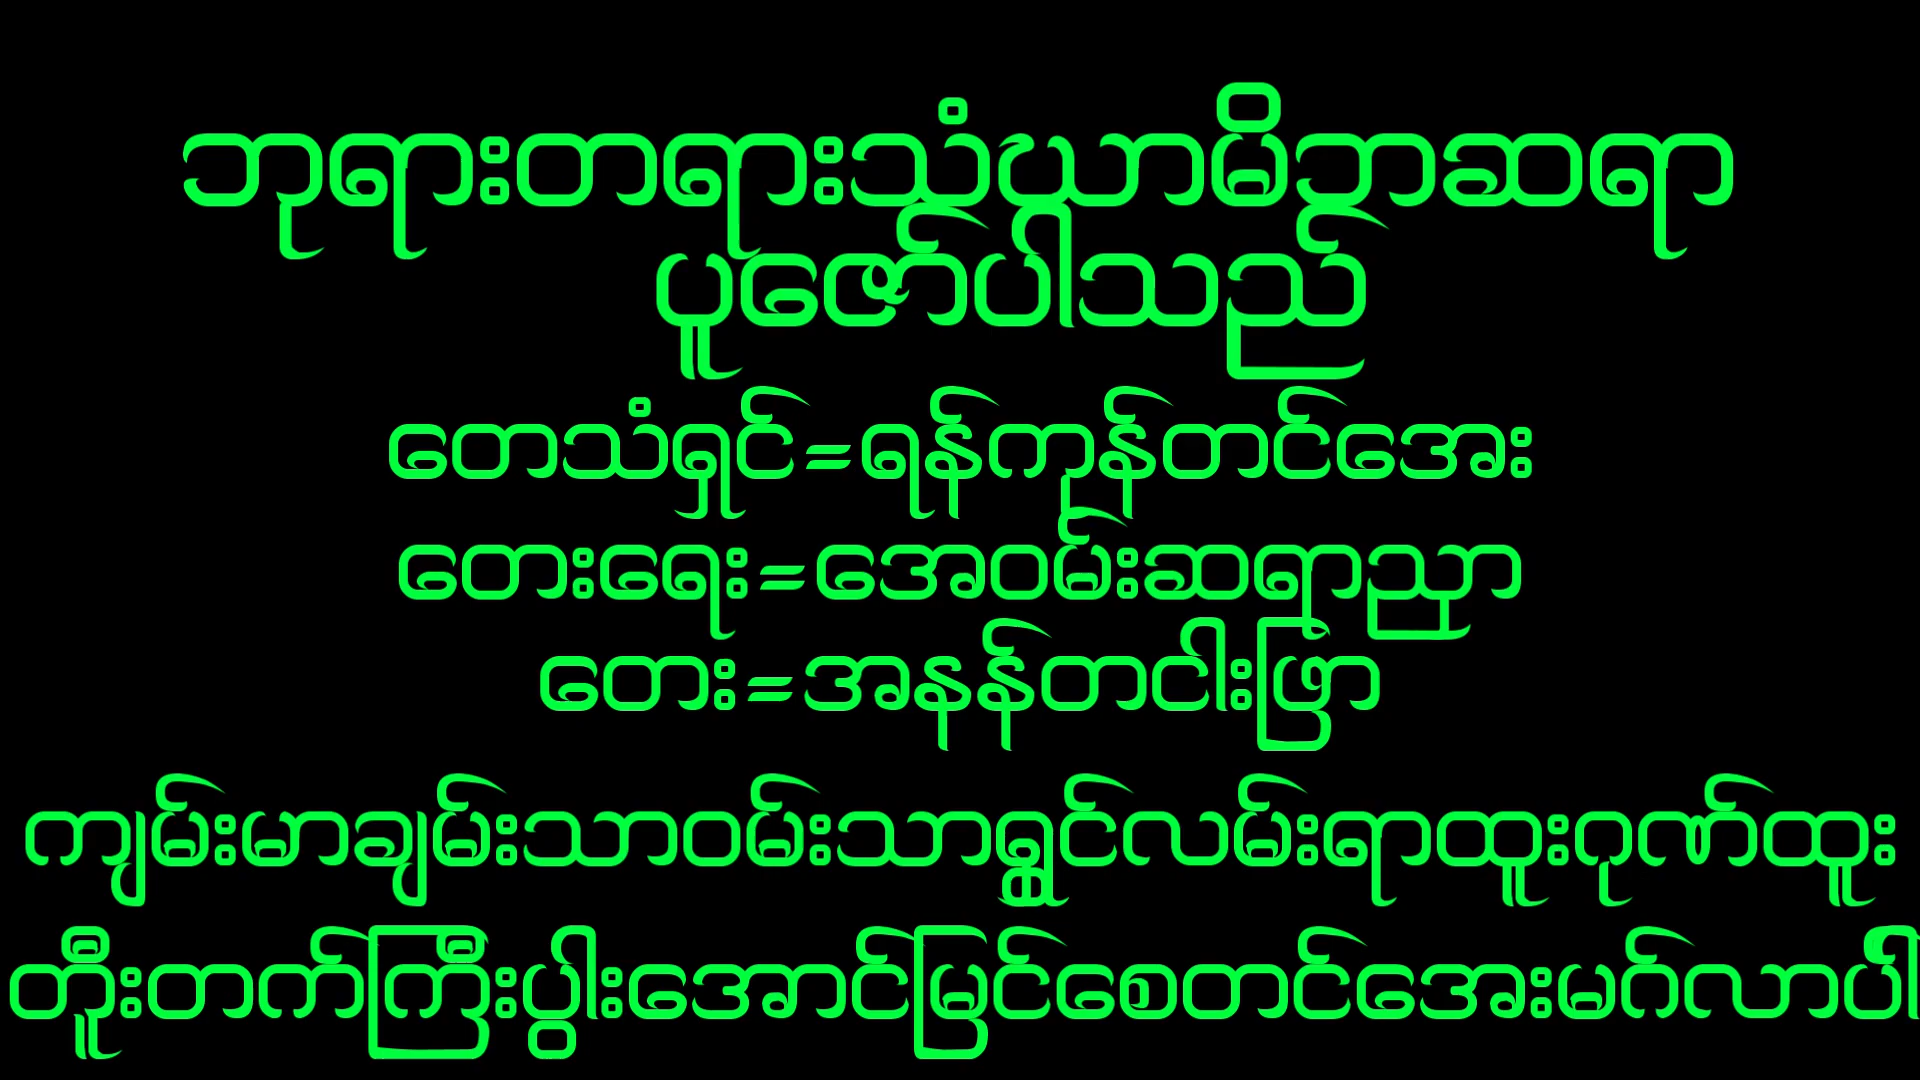 ဘုရားတရားသံဃာမိဘဆရာ
ပူဇော်ပါသည်
တေသံရှင်=ရန်ကုန်တင်အေး
တေးရေး=အေဝမ်းဆရာညှာ
တေး=အနန်တငါးဖြာ
ကျမ်းမာချမ်းသာဝမ်းသာရွှင်လမ်းရာထူးဂုဏ်ထူး
တိုီးတက်ကြီးပွါးအောင်မြင်စေတင်အေးမဂ်လာပါ